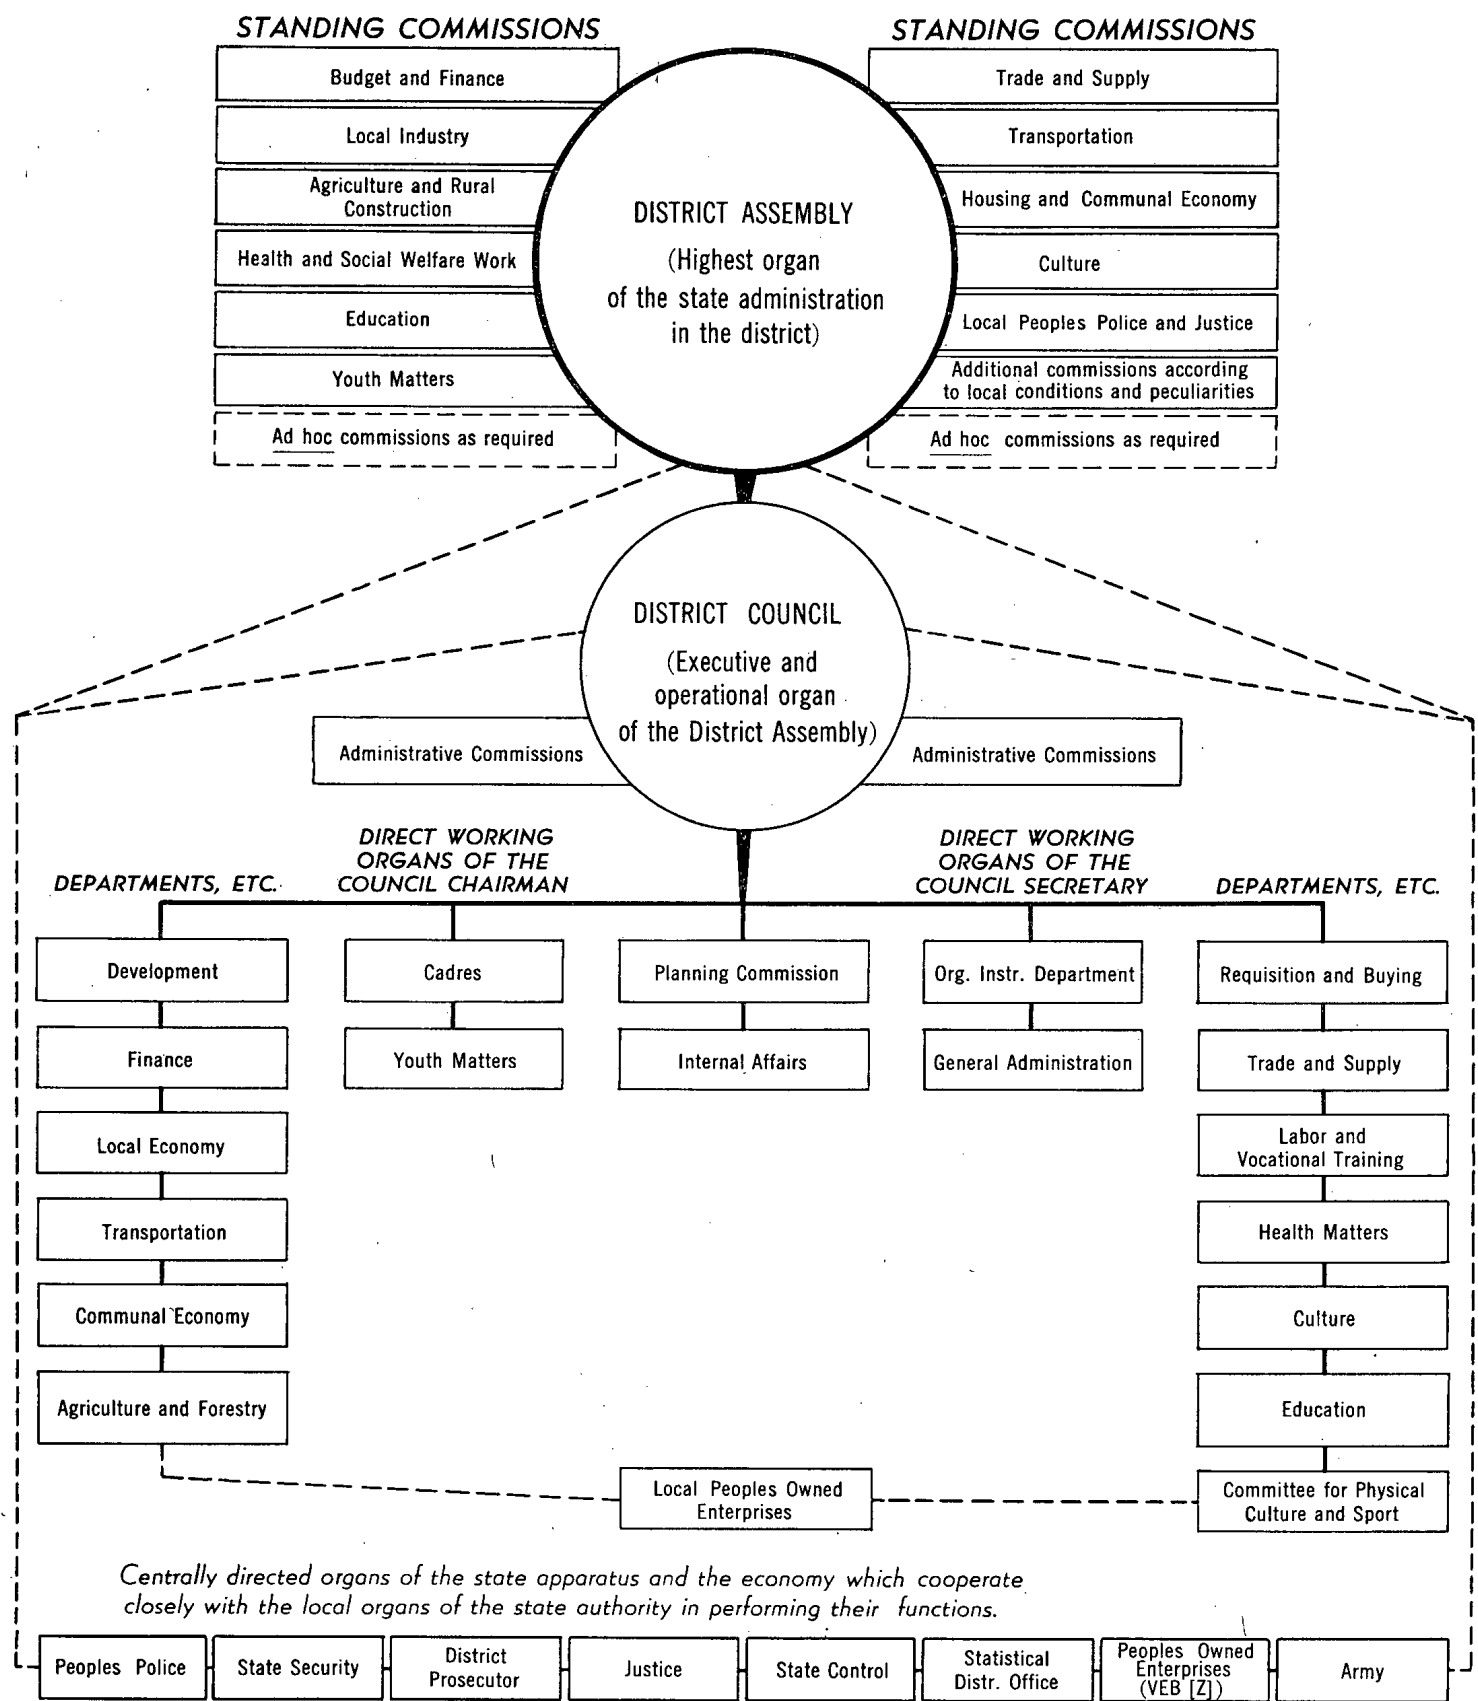 STANDING COMMISSIONS
Budget and Finance
Local Industry
Agriculture and Rural
Construction
Health and Social Welfare Work
Education
Youth Matters
Ad hoc commissions as required
STANDING COMMISSIONS
Trade and Supply
Transportation
Housing and Communal Economy
Culture
Local Peoples Police and Justice
Additional commissions according
to local conditions and peculiarities
Ad hoc commissions as required
DISTRICT ASSEMBLY
(Highest organ
of the state administration
in the district)
DISTRICT COUNCIL
(Executive and
operational organ
of the District Assembly)
Administrative Commissions
Administrative Commissions
DEPARTMENTS, ETC.
Development
Finance
Local Economy
Transportation
Communal Economy
Agriculture and Forestry
DIRECT WORKING
ORGANS OF THE
COUNCIL CHAIRMAN
Cadres
Youth Matters
Planning Commission
Internal Affairs
DIRECT WORKING
ORGANS OF THE
COUNCIL SECRETARY
Org. Instr. Department
General Administration
DEPARTMENTS, ETC.
Requisition and Buying
Trade and Supply
Labor and
Vocational Training
Health Matters
Culture
Education
Committee for Physical
Culture and Sport
Local Peoples Owned
Enterprises
Centrally directed organs of the state apparatus and the economy which cooperate
closely with the local organs of the state authority in performing their functions.
Peoples Police
State Security
District
Prosecutor
Justice
State Control
Statistical
Distr. Office
Peoples Owned
Enterprises
(VEB [Z])
Army